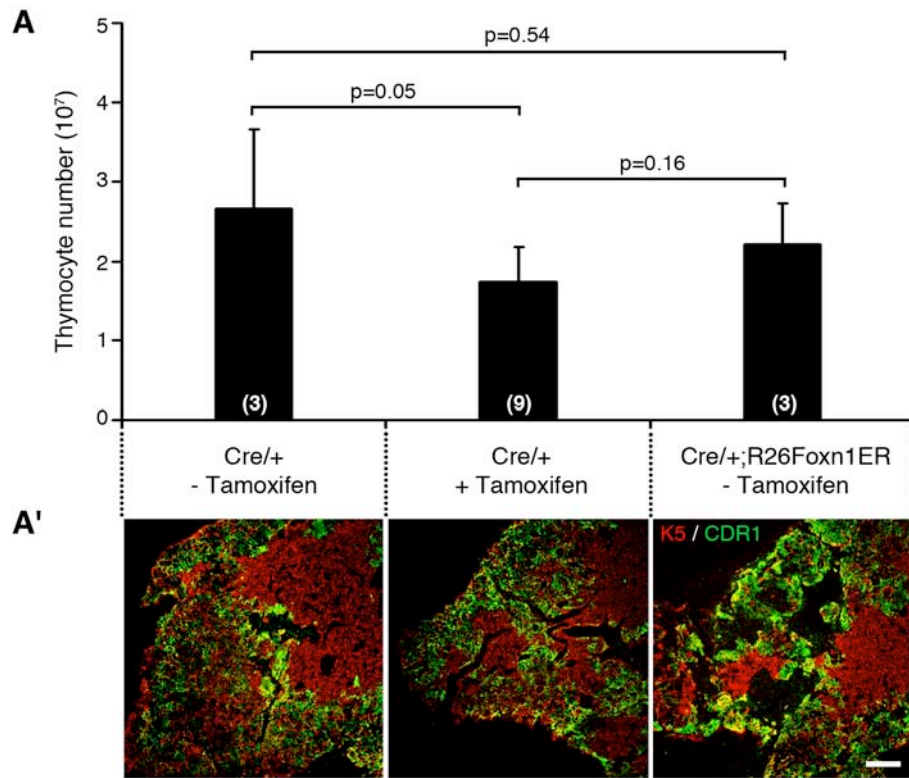 A
5
4
3
2
1
0
Thymocyte number (10⁷)
p=0.54
p=0.05
p=0.16
(3)
(9)
(3)
Cre/+
- Tamoxifen
Cre/+
+ Tamoxifen
Cre/+;R26Foxn1ER
- Tamoxifen
A'
K5 / CDR1